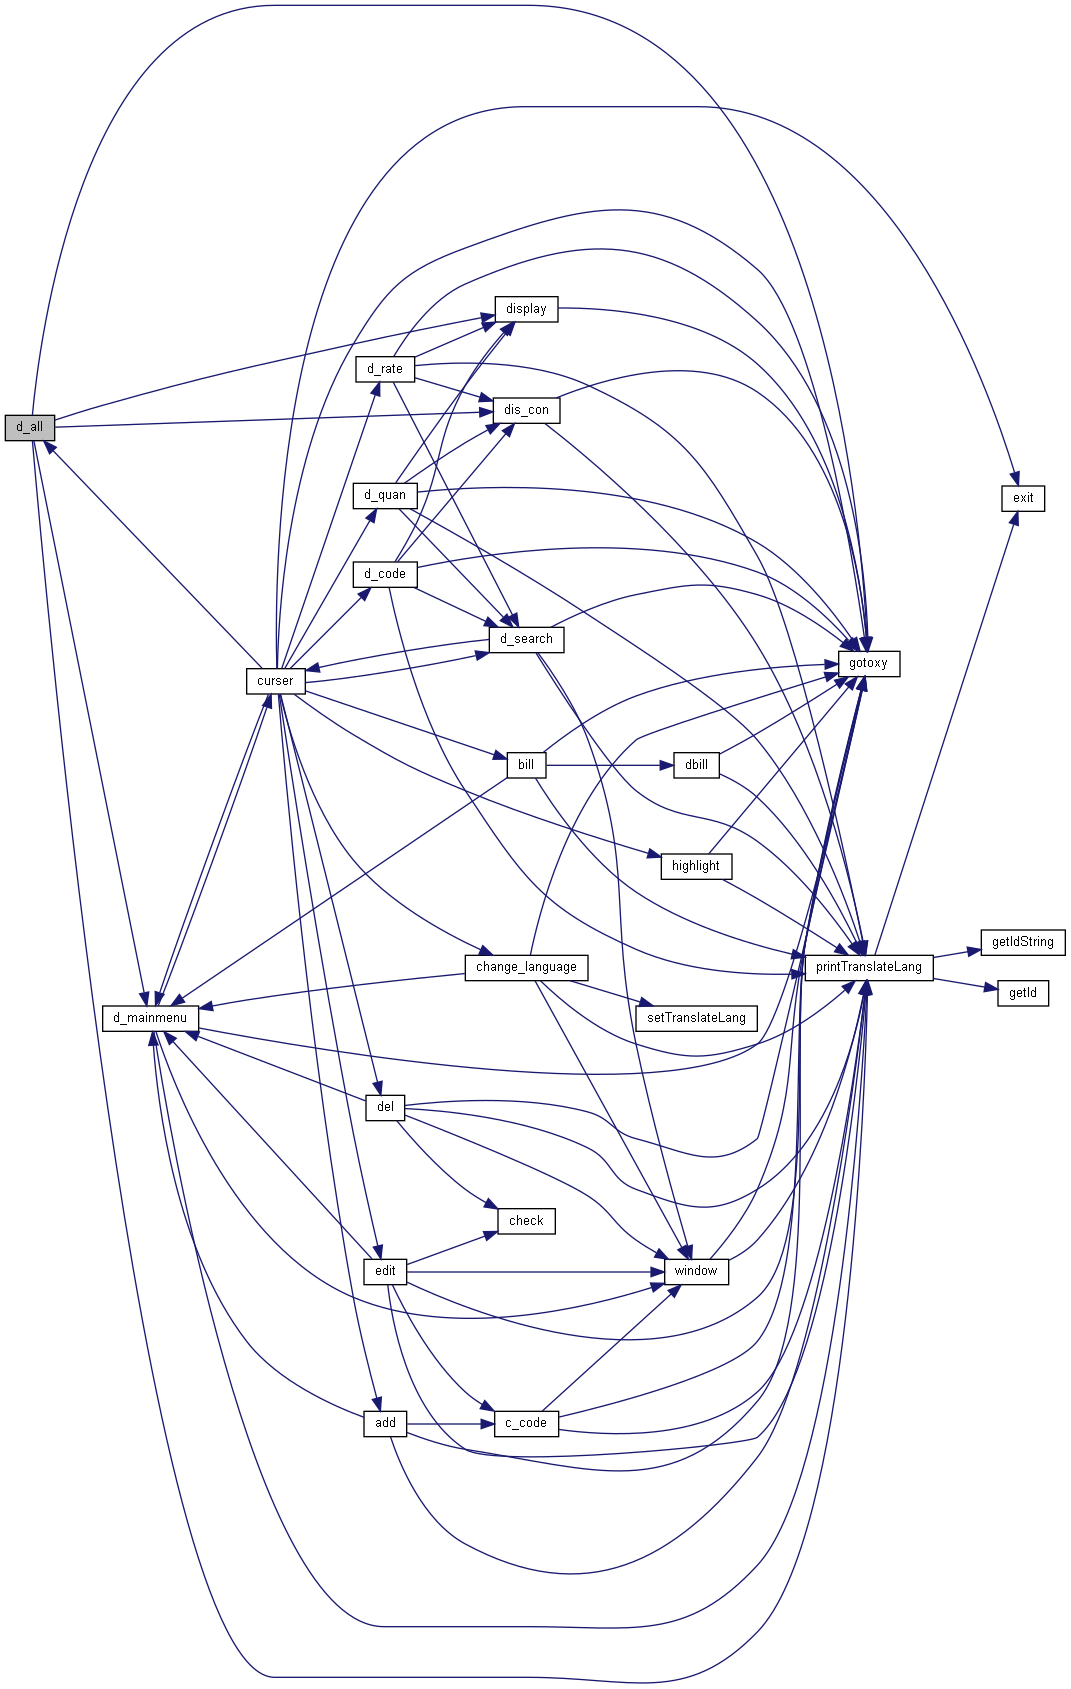 display
d_rate
dis_con
d_all
d_quan
exit
d_code
d_search
gotoxy
curser
bill
dbill
highlight
getIdString
change_language
printTranslateLang
getId
d_mainmenu
setTranslateLang
del
check
edit
window
add
c_code